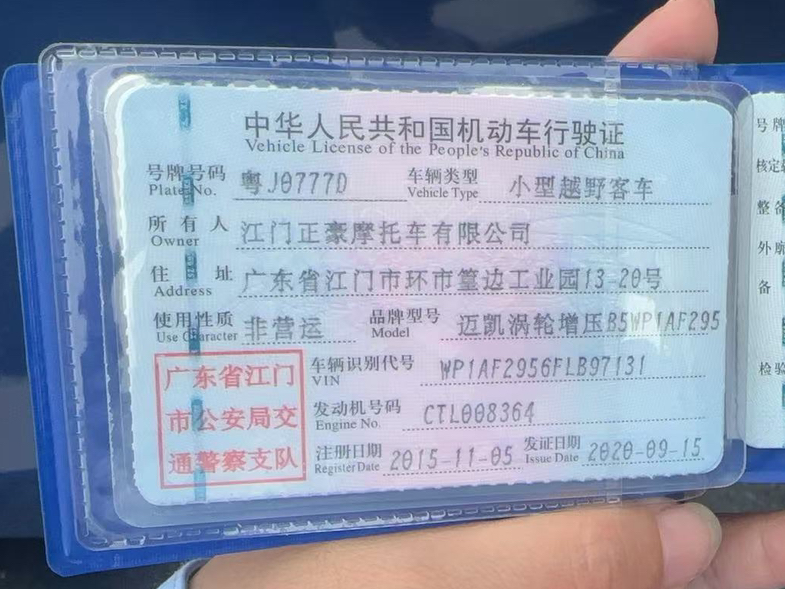 中华人民共和国机动车行驶证
Vehicle License of the People's Republic of China
号牌号码 粤J0777D 车辆类型 小型越野客车
Plate No. Vehicle Type
所有人 江门正豪摩托车有限公司
Owner
住址 广东省江门市环市篁边工业园13-20号
Address
使用性质 非营运 品牌型号 迈凯涡轮增压B5WP1AF295
Use Character Model
广东省江门
市公安局交
通警察支队
车辆识别代号 WP1AF2956FLB97131
VIN
发动机号码 CTL008364
Engine No.
注册日期 2015-11-05 发证日期 2020-09-15
Register Date Issue Date
号牌
核定
整备
外廓
备
检验